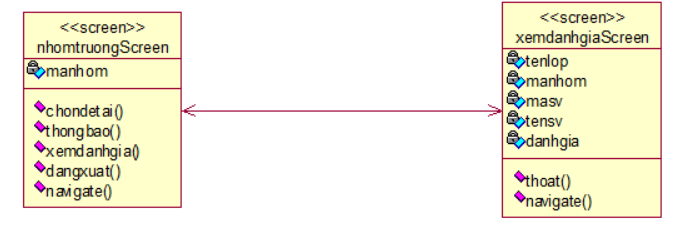 <<screen>>
nhomtruongScreen
manhom
chondetai()
thongbao()
xemdanhgia()
dangxuat()
navigate()
<<screen>>
xemdanhgiaScreen
tenlop
manhom
masv
tensv
danhgia
thoat()
navigate()